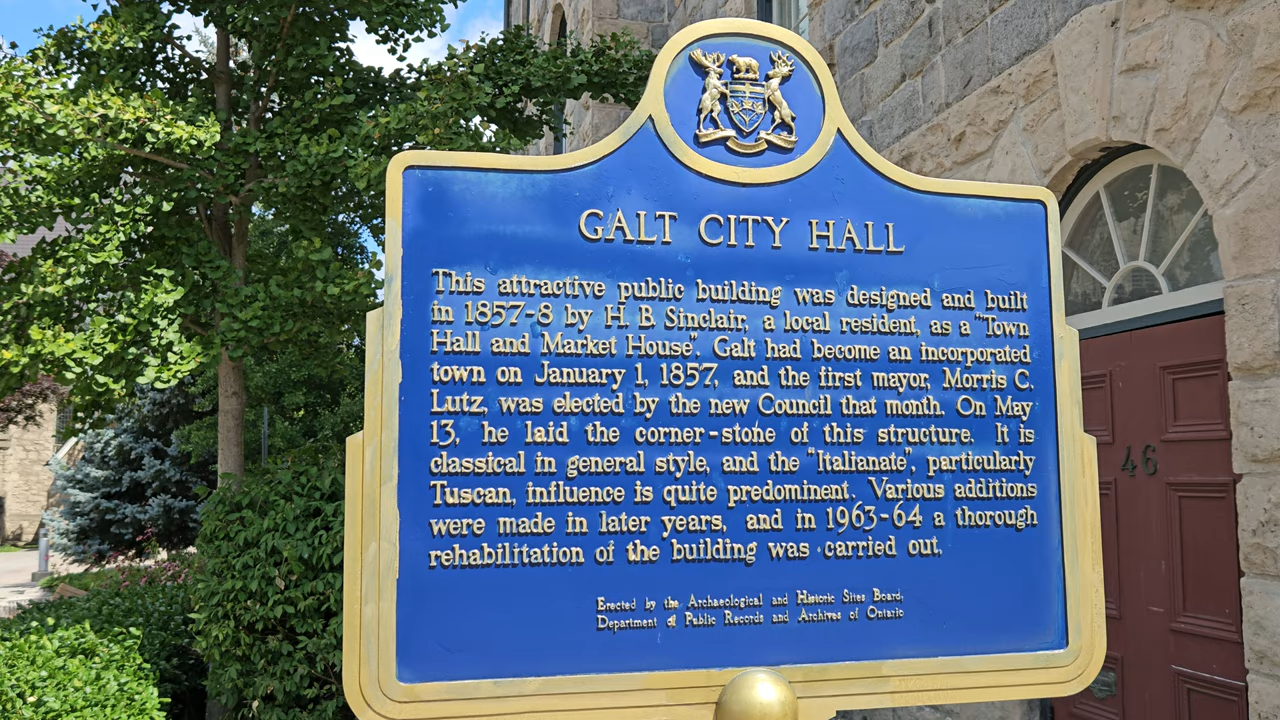 GALT CITY HALL
This attractive public building was designed and built
in 1857-8 by H. B. Sinclair, a local resident, as a "Town
Hall and Market House". Galt had become an incorporated
town on January 1, 1857, and the first mayor, Morris C.
Lutz, was elected by the new Council that month. On May
13, he laid the corner-stone of this structure. It is
classical in general style, and the "Italianate", particularly
Tuscan, influence is quite predominent. Various additions
were made in later years, and in 1963-64 a thorough
rehabilitation of the building was carried out.
Erected by the Archaeological and Historic Sites Board,
Department of Public Records and Archives of Ontario
46